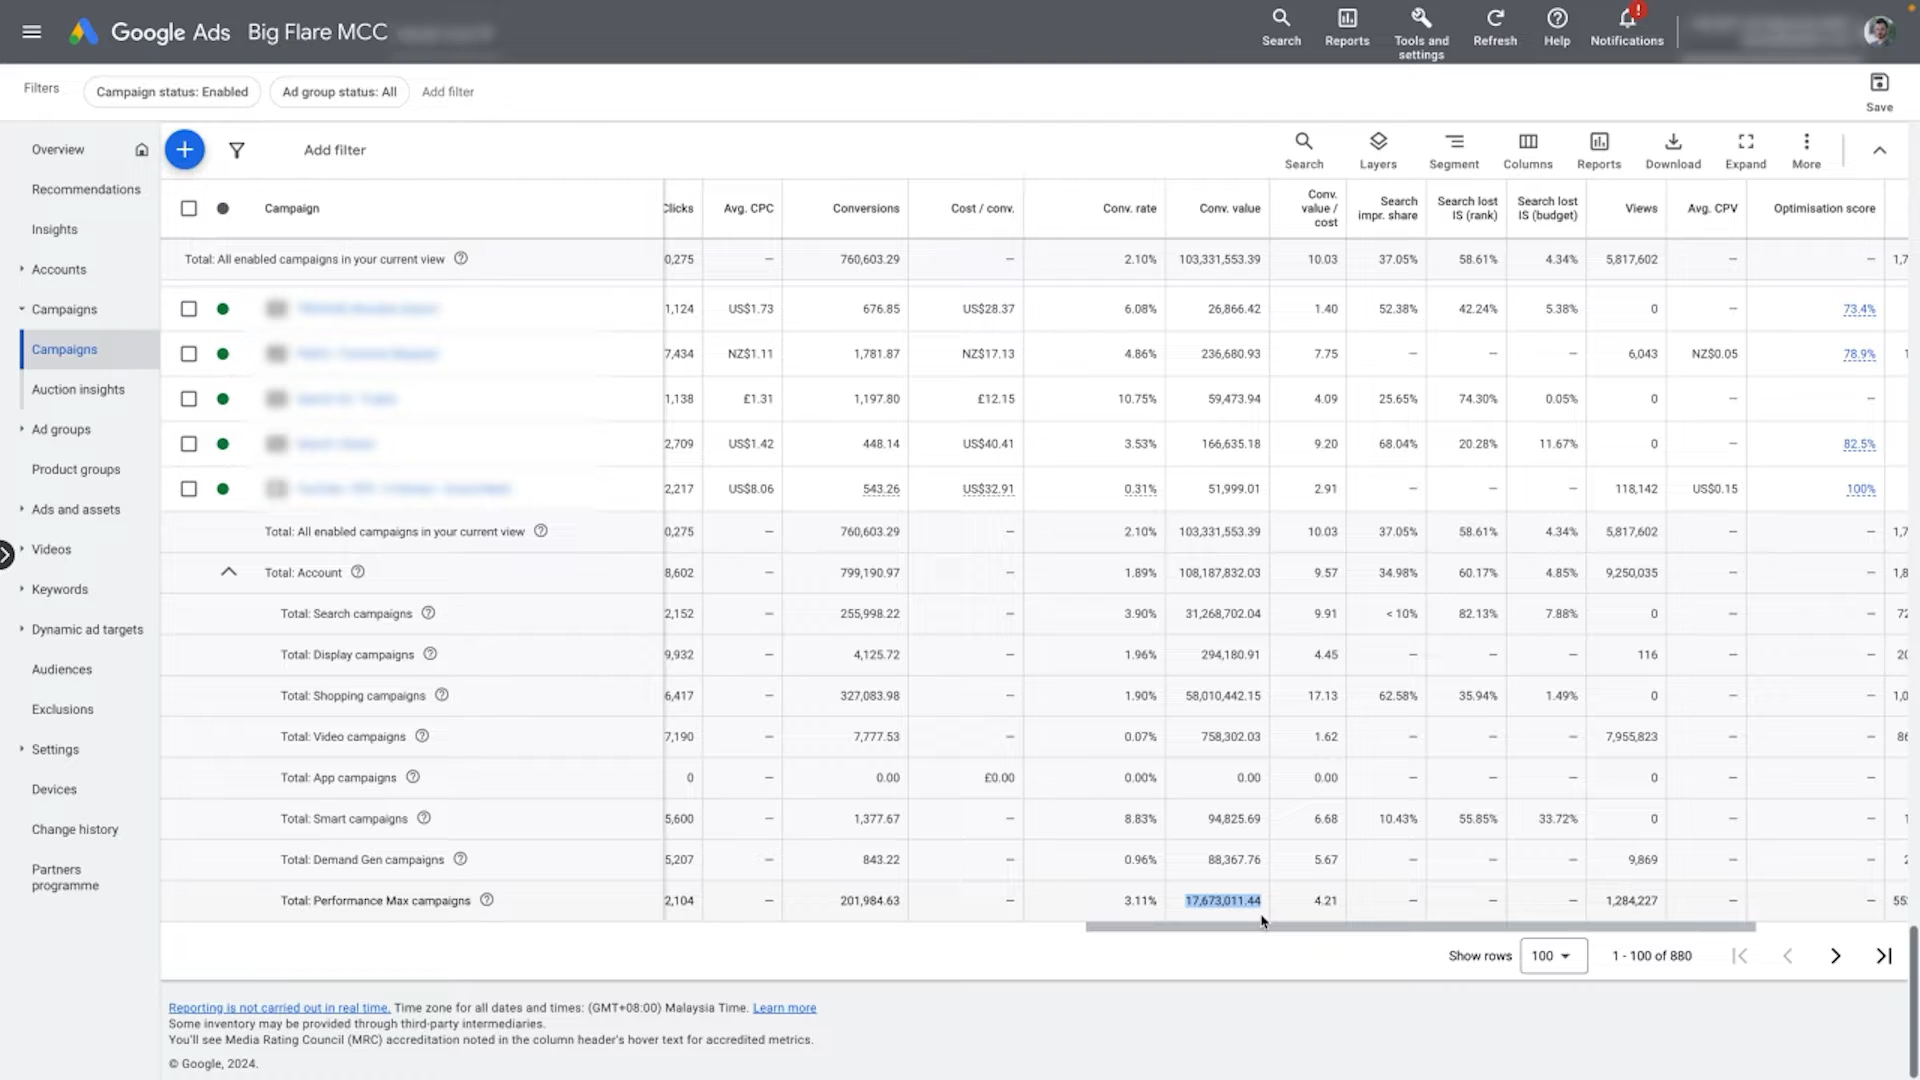 Google Ads Big Flare MCC
Search Reports Tools and settings Refresh Help ! Notifications
Filters Campaign status: Enabled Ad group status: All Add filter Save
Overview
Recommendations
Insights
Accounts
Campaigns
Campaigns
Auction insights
Ad groups
Product groups
Ads and assets
Videos
Keywords
Dynamic ad targets
Audiences
Exclusions
Settings
Devices
Change history
Partners
programme
Add filter Search Layers Segment Columns Reports Download Expand More
Campaign Clicks Avg. CPC Conversions Cost / conv. Conv. rate Conv. value Conv. value / cost Search impr. share Search lost IS (rank) Search lost IS (budget) Views Avg. CPV Optimisation score
Total: All enabled campaigns in your current view 0,275 — 760,603.29 — 2.10% 103,331,553.39 10.03 37.05% 58.61% 4.34% 5,817,602 — — 1,7
1,124 US$1.73 676.85 US$28.37 6.08% 26,866.42 1.40 52.38% 42.24% 5.38% 0 — 73.4%
7,434 NZ$1.11 1,781.87 NZ$17.13 4.86% 236,680.93 7.75 — — — 6,043 NZ$0.05 78.9% 1
1,138 £1.31 1,197.80 £12.15 10.75% 59,473.94 4.09 25.65% 74.30% 0.05% 0 — —
2,709 US$1.42 448.14 US$40.41 3.53% 166,635.18 9.20 68.04% 20.28% 11.67% 0 — 82.5%
2,217 US$8.06 543.26 US$32.91 0.31% 51,999.01 2.91 — — — 118,142 US$0.15 100%
Total: All enabled campaigns in your current view 0,275 — 760,603.29 — 2.10% 103,331,553.39 10.03 37.05% 58.61% 4.34% 5,817,602 — — 1,7
Total: Account 8,602 — 799,190.97 — 1.89% 108,187,832.03 9.57 34.98% 60.17% 4.85% 9,250,035 — — 1,8
Total: Search campaigns 2,152 — 255,998.22 — 3.90% 31,268,702.04 9.91 < 10% 82.13% 7.88% 0 — — 72
Total: Display campaigns 9,932 — 4,125.72 — 1.96% 294,180.91 4.45 — — — 116 — — 20
Total: Shopping campaigns 6,417 — 327,083.98 — 1.90% 58,010,442.15 17.13 62.58% 35.94% 1.49% 0 — — 1,0
Total: Video campaigns 7,190 — 7,777.53 — 0.07% 758,302.03 1.62 — — — 7,955,823 — — 86
Total: App campaigns 0 — 0.00 £0.00 0.00% 0.00 0.00 — — — 0 — —
Total: Smart campaigns 5,600 — 1,377.67 — 8.83% 94,825.69 6.68 10.43% 55.85% 33.72% 0 — — 1
Total: Demand Gen campaigns 5,207 — 843.22 — 0.96% 88,367.76 5.67 — — — 9,869 — — 2
Total: Performance Max campaigns 2,104 — 201,984.63 — 3.11% 17,673,011.44 4.21 — — — 1,284,227 — — 55
Show rows 100 1 - 100 of 880
Reporting is not carried out in real time. Time zone for all dates and times: (GMT+08:00) Malaysia Time. Learn more
Some inventory may be provided through third-party intermediaries.
You'll see Media Rating Council (MRC) accreditation noted in the column header's hover text for accredited metrics.
© Google, 2024.